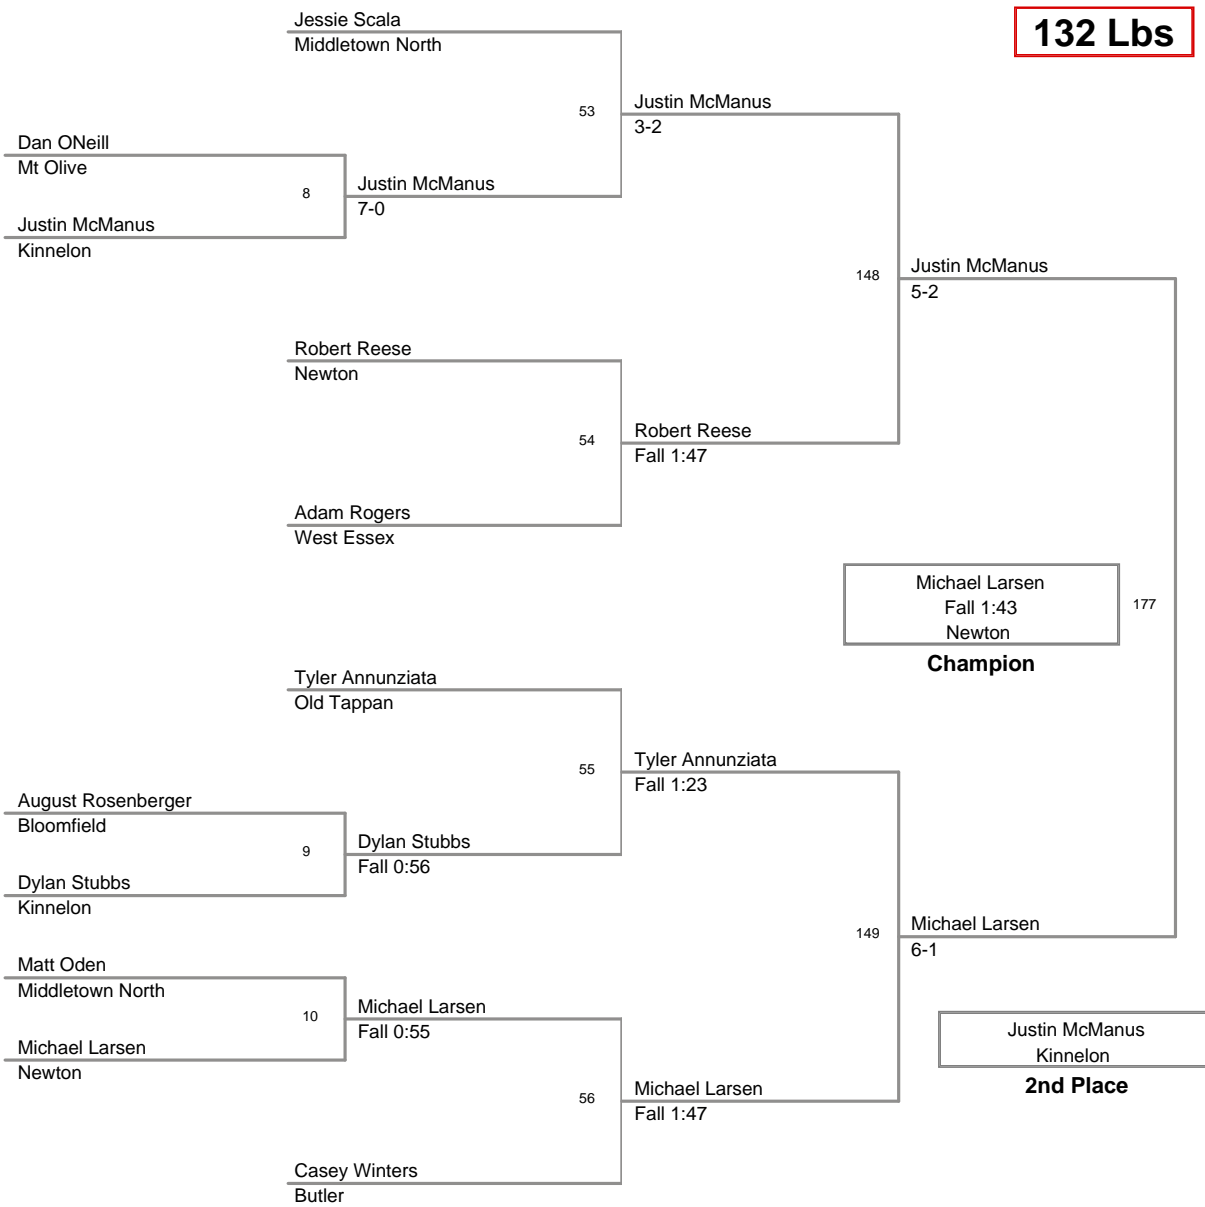 132 Lbs
Jessie Scala
Middletown North
53
Justin McManus
3-2
Dan ONeill
Mt Olive
8
Justin McManus
7-0
Justin McManus
Kinnelon
148
Justin McManus
5-2
Robert Reese
Newton
54
Robert Reese
Fall 1:47
Adam Rogers
West Essex
Michael Larsen
Fall 1:43
Newton
177
Champion
Tyler Annunziata
Old Tappan
55
Tyler Annunziata
Fall 1:23
August Rosenberger
Bloomfield
9
Dylan Stubbs
Fall 0:56
Dylan Stubbs
Kinnelon
149
Michael Larsen
6-1
Matt Oden
Middletown North
10
Michael Larsen
Fall 0:55
Michael Larsen
Newton
Justin McManus
Kinnelon
2nd Place
56
Michael Larsen
Fall 1:47
Casey Winters
Butler